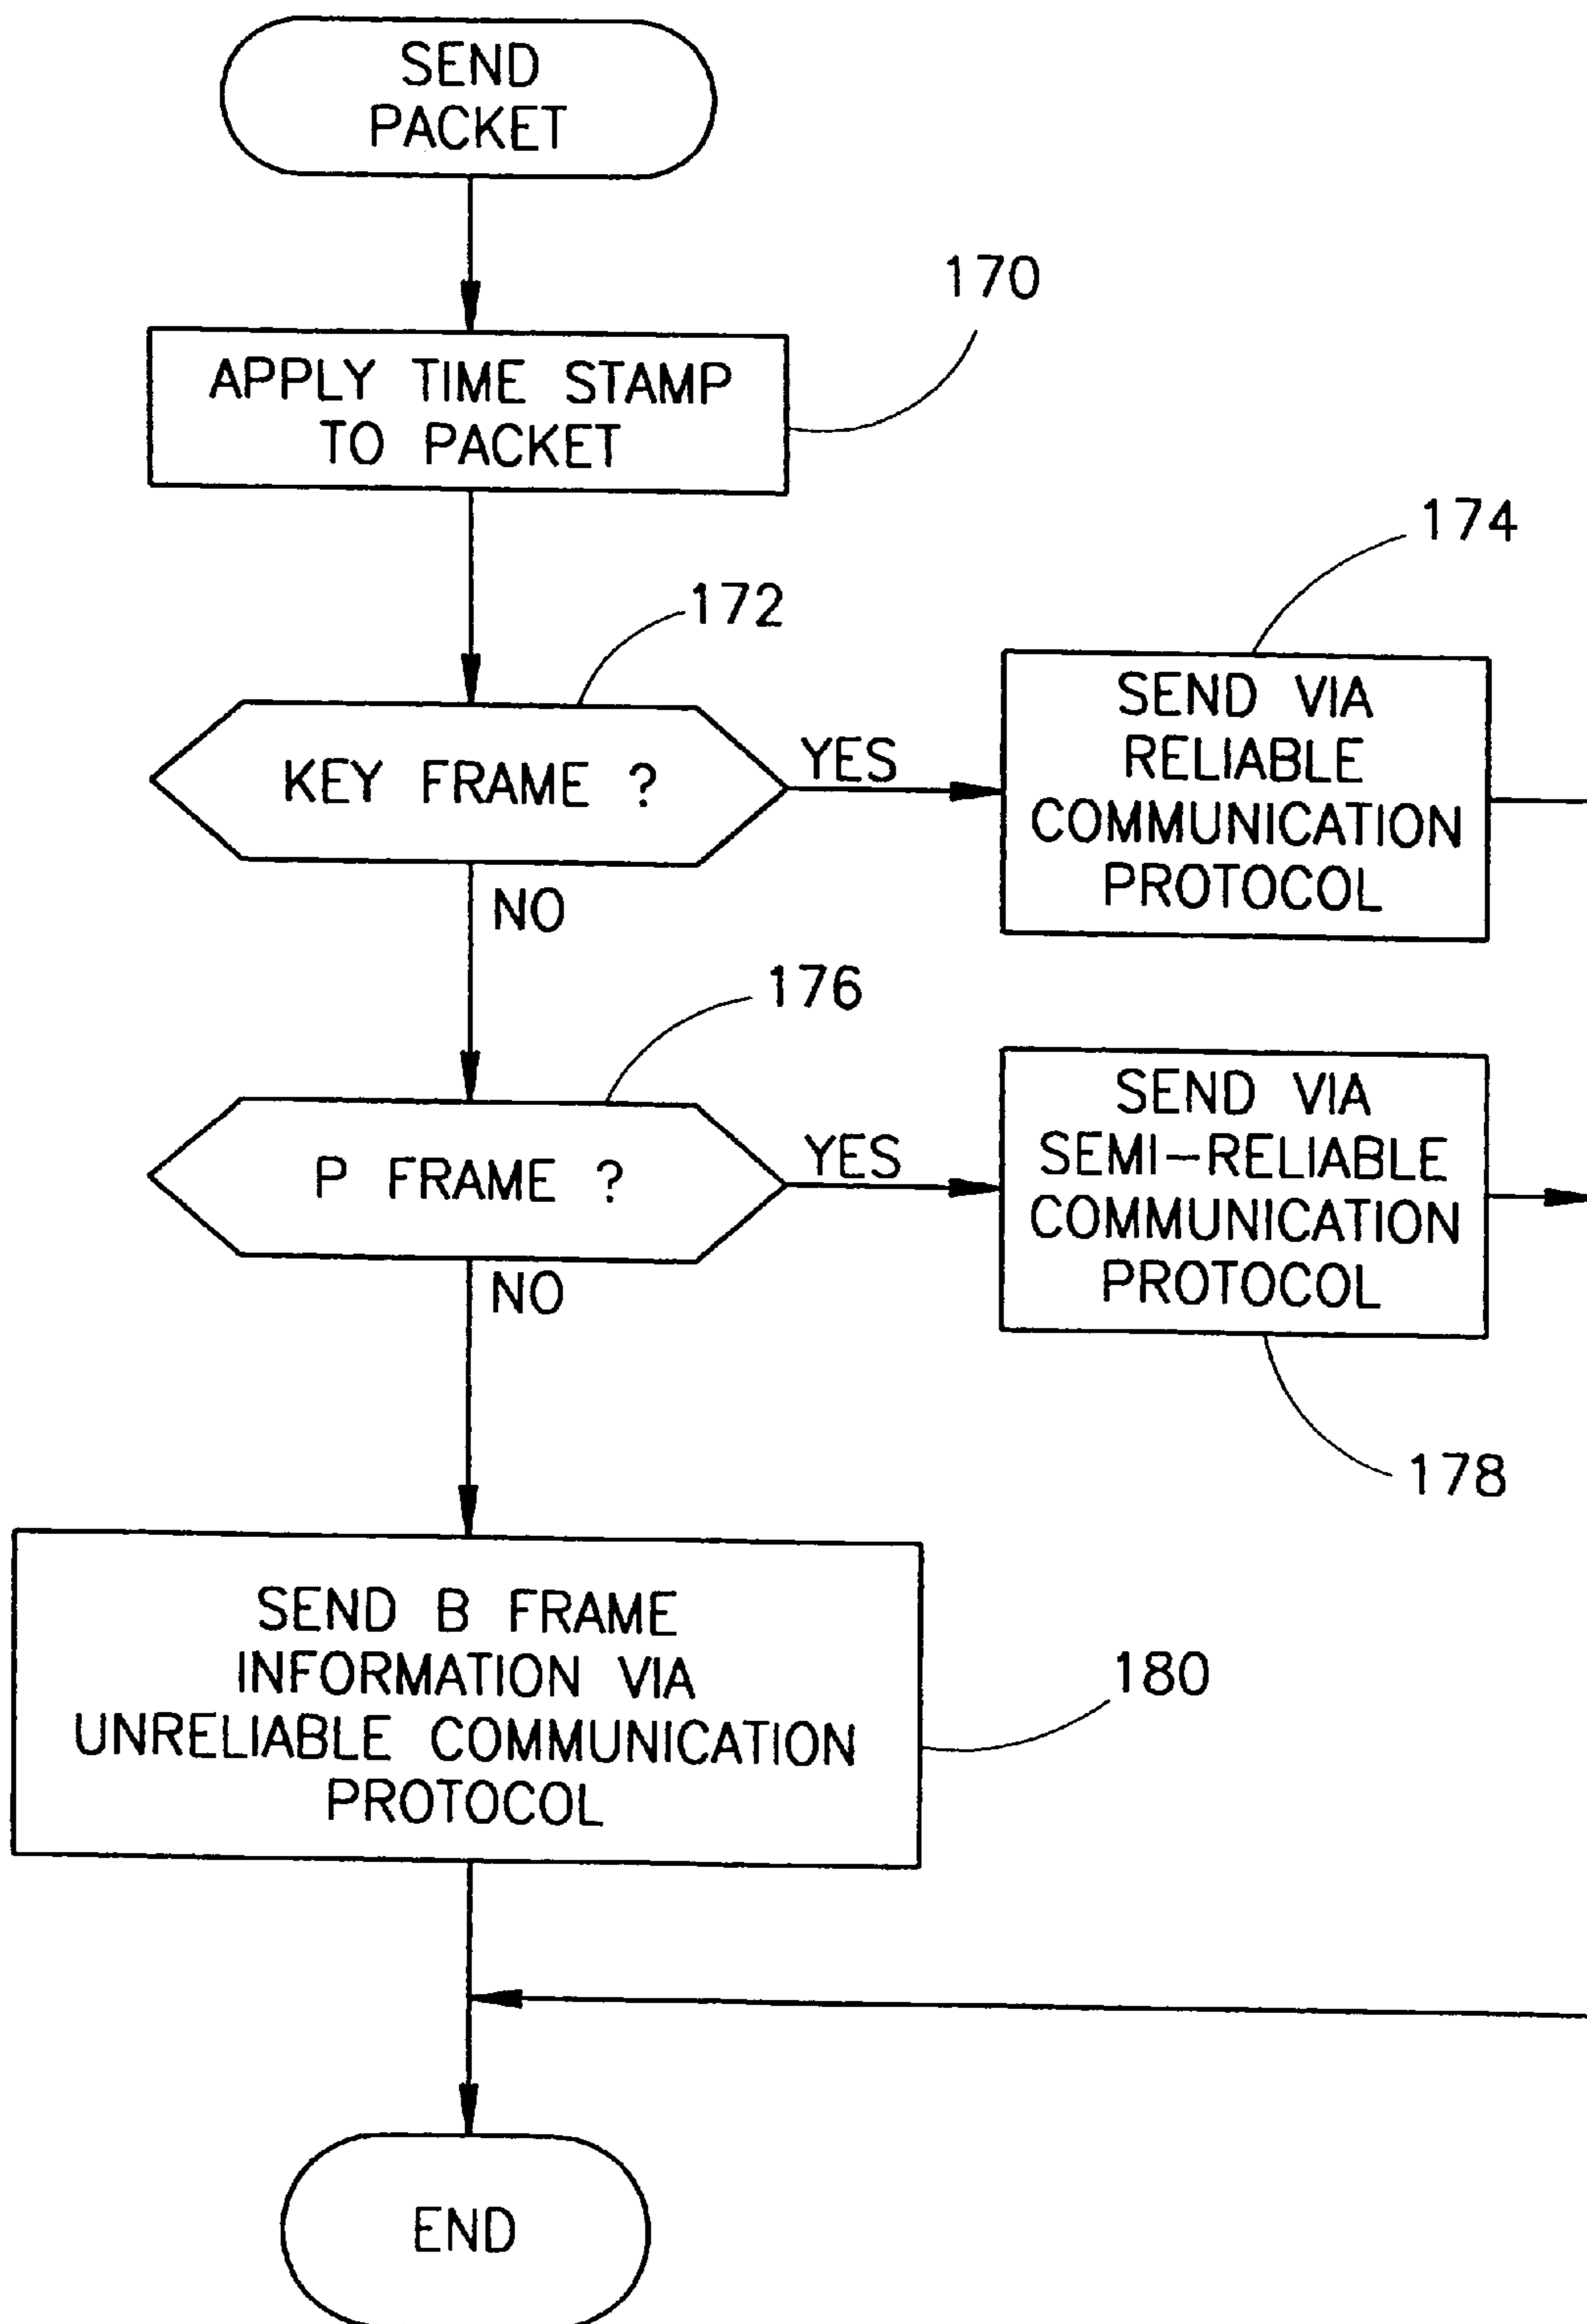 SEND
PACKET
170
APPLY TIME STAMP
TO PACKET
174
172
SEND VIA
RELIABLE
COMMUNICATION
PROTOCOL
KEY FRAME ?
YES
NO
176
SEND VIA
SEMI-RELIABLE
COMMUNICATION
PROTOCOL
P FRAME ?
YES
NO
178
SEND B FRAME
INFORMATION VIA
UNRELIABLE COMMUNICATION
PROTOCOL
180
END